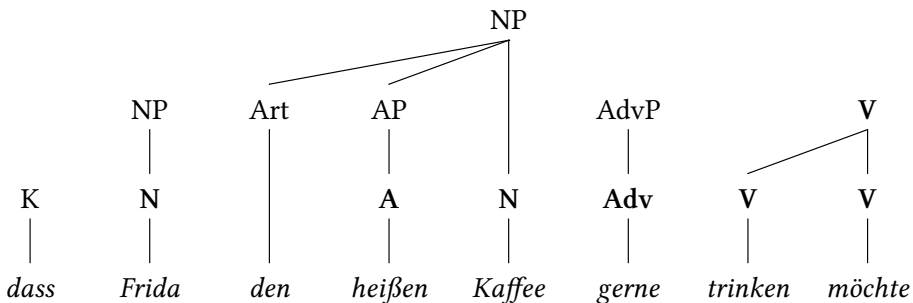 NP
NP Art AP AdvP V
K N A N Adv V V
dass Frida den heißen Kaffee gerne trinken möchte